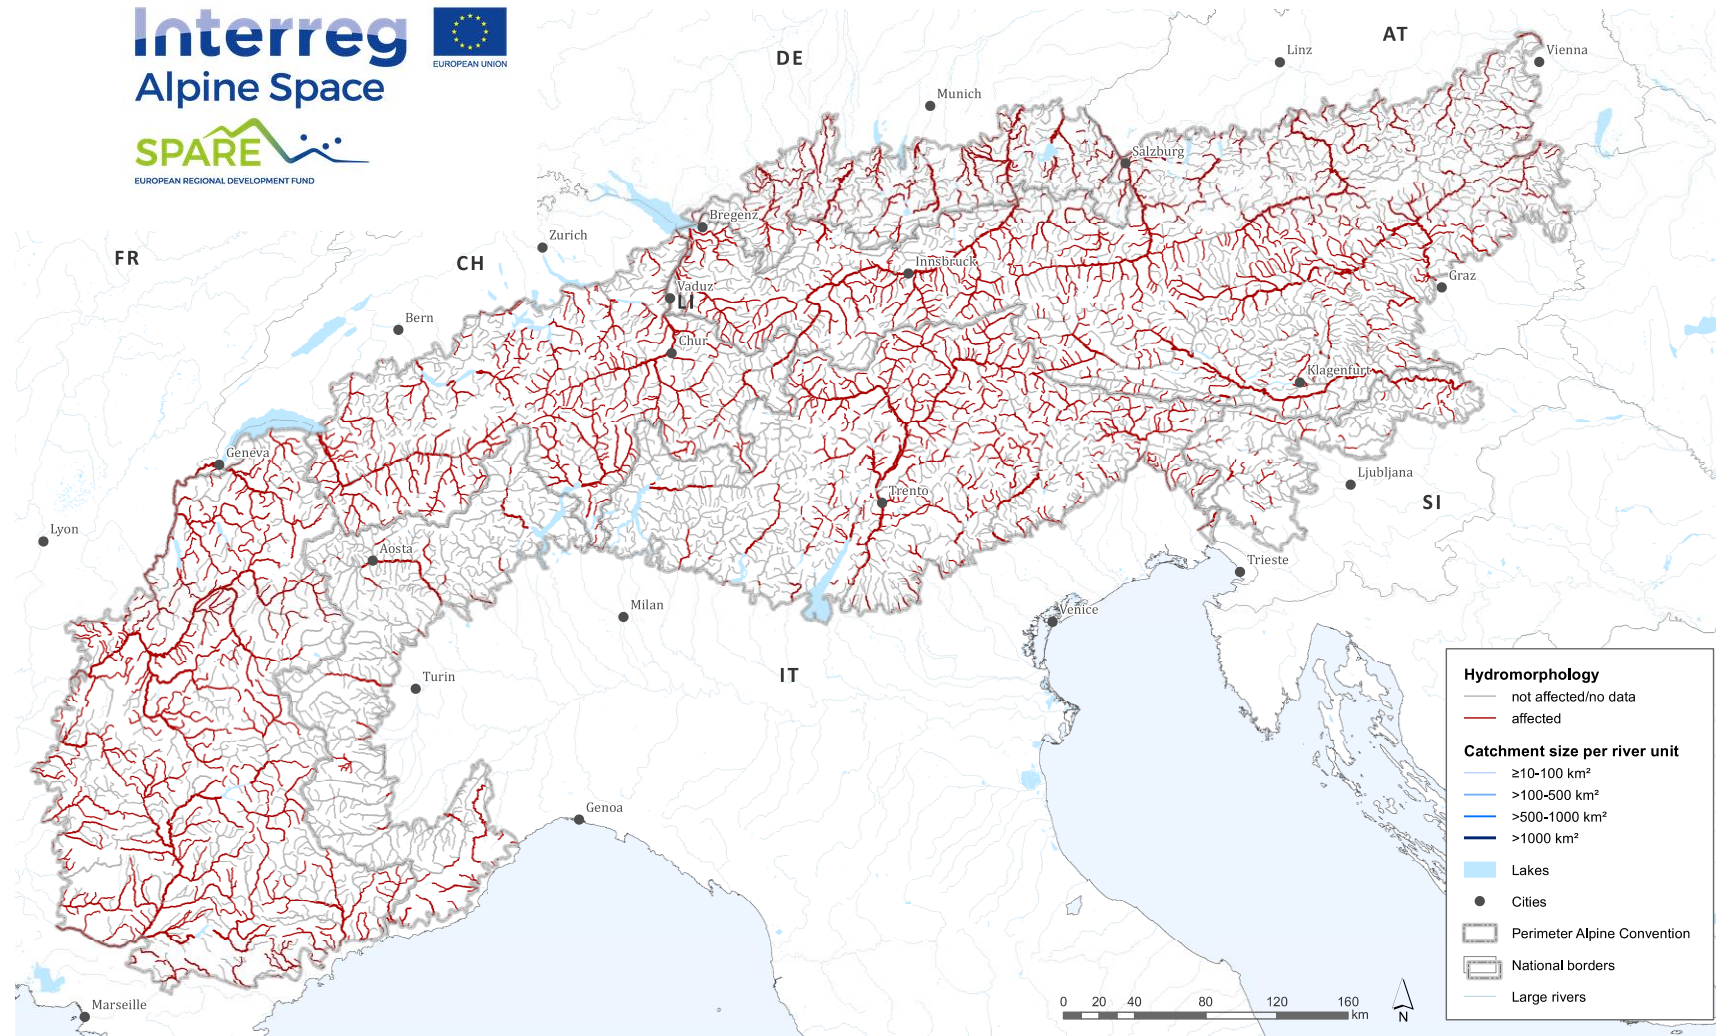 Interreg
EUROPEAN UNION
Alpine Space
SPARE
EUROPEAN REGIONAL DEVELOPMENT FUND
DE
AT
Linz
Vienna
Munich
Salzburg
Bregenz
Zurich
FR
CH
Innsbruck
Graz
Vaduz
LI
Bern
Chur
Klagenfurt
Geneva
Ljubljana
Trento
SI
Lyon
Aosta
Trieste
Milan
Venice
Turin
IT
Genoa
Marseille
Hydromorphology
not affected/no data
affected
Catchment size per river unit
≥10-100 km²
>100-500 km²
>500-1000 km²
>1000 km²
Lakes
Cities
Perimeter Alpine Convention
National borders
Large rivers
0 20 40 80 120 160
km
N